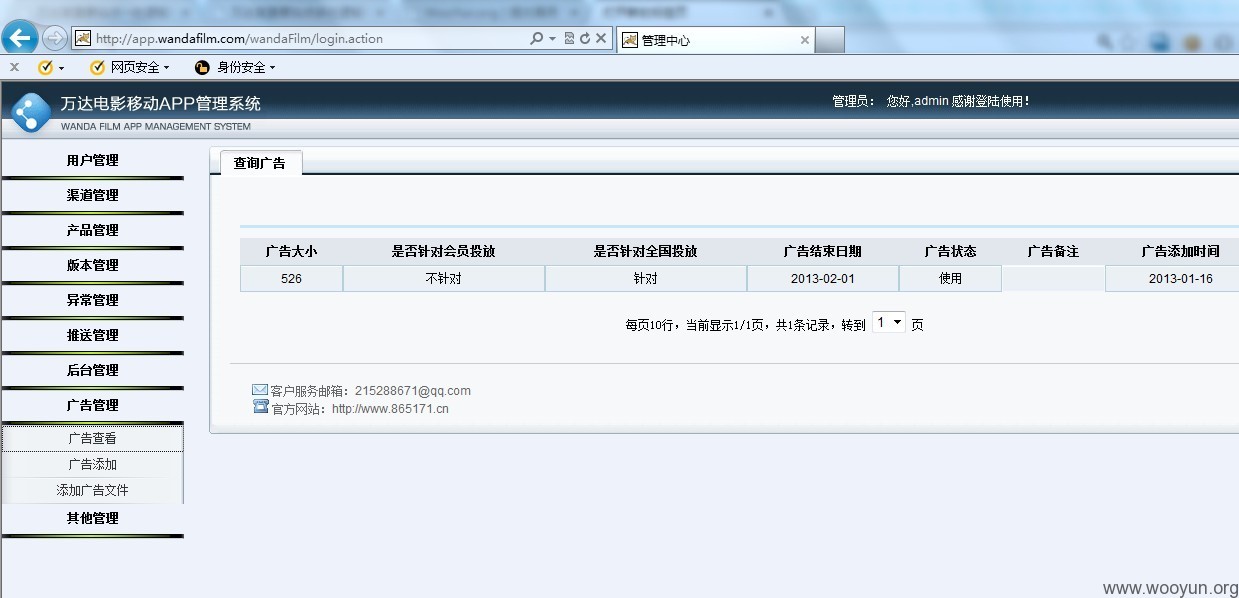 http://app.wandafilm.com/wandaFilm/login.action
管理中心
网页安全
身份安全
万达电影移动APP管理系统
WANDA FILM APP MANAGEMENT SYSTEM
管理员： 您好,admin 感谢登陆使用！
用户管理
渠道管理
产品管理
版本管理
异常管理
推送管理
后台管理
广告管理
广告查看
广告添加
添加广告文件
其他管理
查询广告
广告大小 是否针对会员投放 是否针对全国投放 广告结束日期 广告状态 广告备注 广告添加时间
526 不针对 针对 2013-02-01 使用 2013-01-16
每页10行，当前显示1/1页，共1条记录，转到 1 页
客户服务邮箱：215288671@qq.com
官方网站：http://www.865171.cn
www.wooyun.org